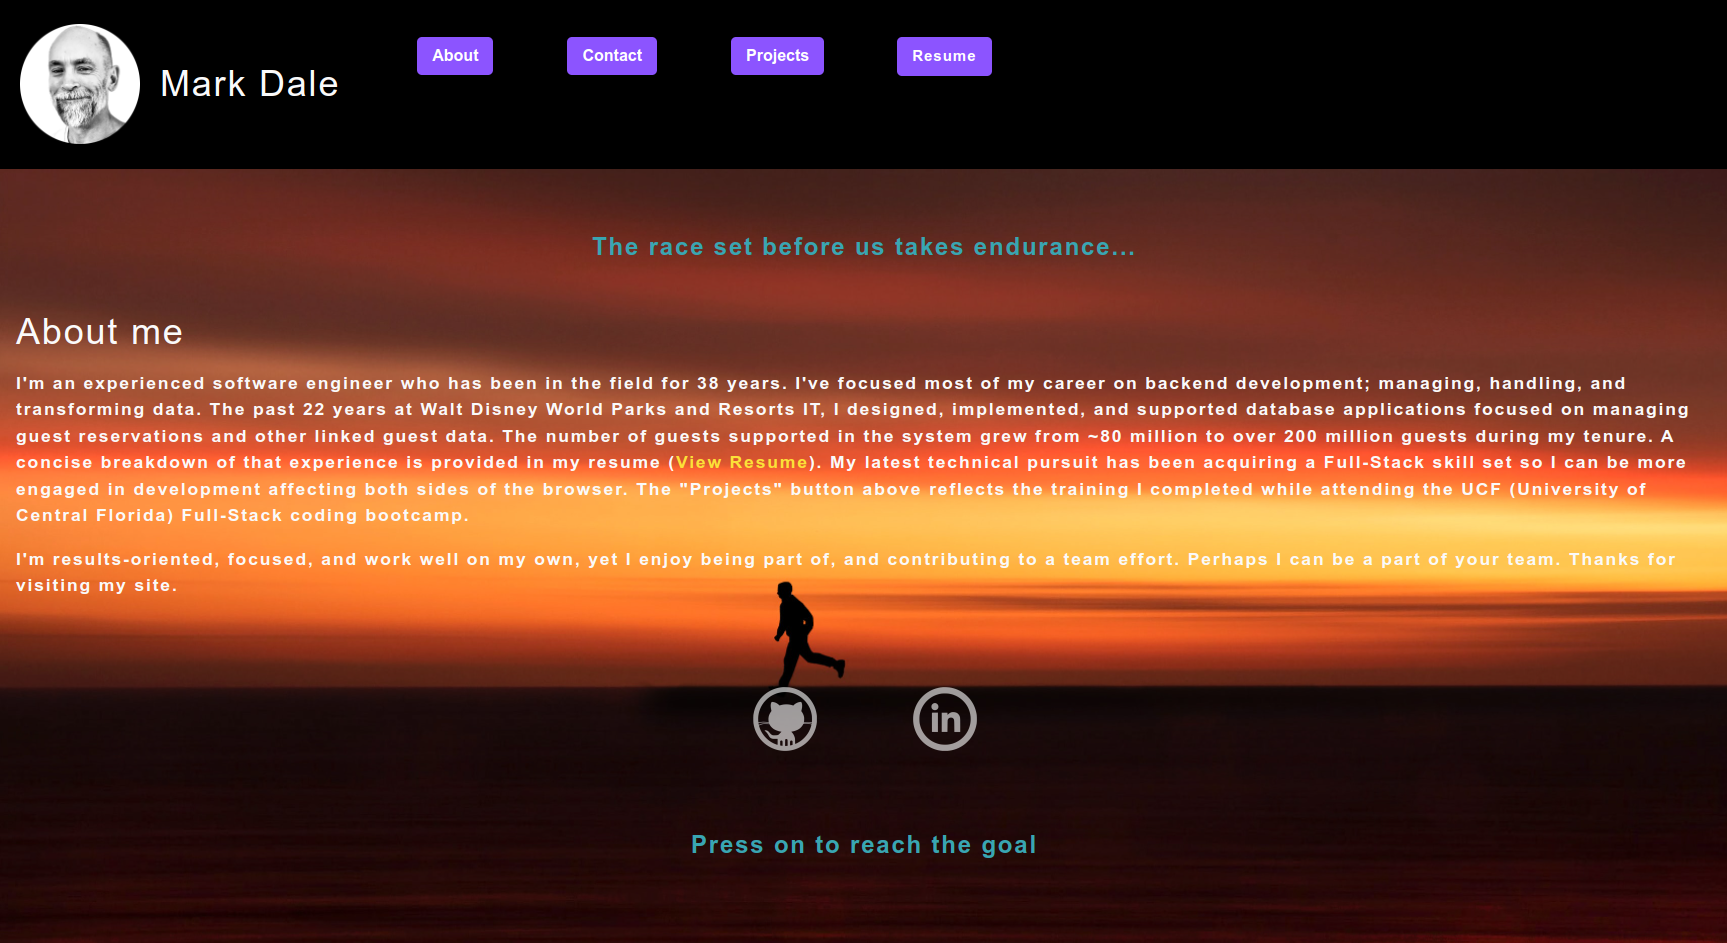 Mark Dale
About
Contact
Projects
Resume
The race set before us takes endurance...
About me
I'm an experienced software engineer who has been in the field for 38 years. I've focused most of my career on backend development; managing, handling, and
transforming data. The past 22 years at Walt Disney World Parks and Resorts IT, I designed, implemented, and supported database applications focused on managing
guest reservations and other linked guest data. The number of guests supported in the system grew from ~80 million to over 200 million guests during my tenure. A
concise breakdown of that experience is provided in my resume (View Resume). My latest technical pursuit has been acquiring a Full-Stack skill set so I can be more
engaged in development affecting both sides of the browser. The "Projects" button above reflects the training I completed while attending the UCF (University of
Central Florida) Full-Stack coding bootcamp.
I'm results-oriented, focused, and work well on my own, yet I enjoy being part of, and contributing to a team effort. Perhaps I can be a part of your team. Thanks for
visiting my site.
in
Press on to reach the goal